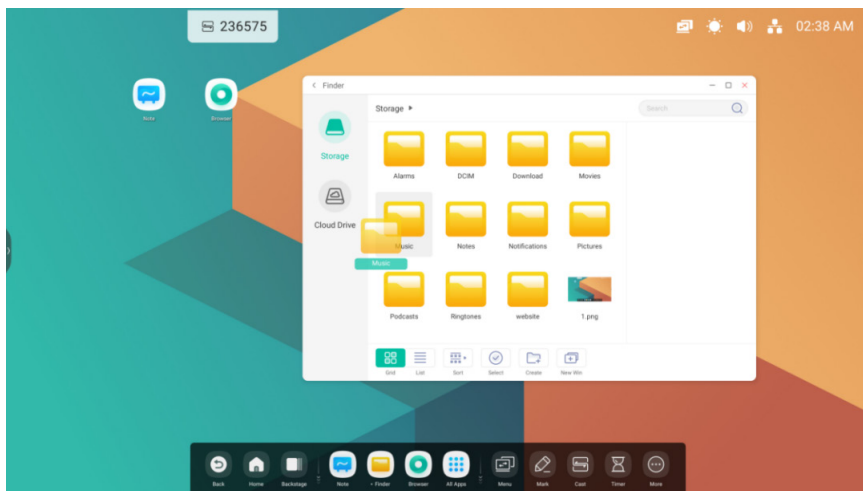 236575
02:38 AM
Note
Browser
Finder
Storage
Search
Storage
Cloud Drive
Alarms
DCIM
Download
Movies
Music
Notes
Notifications
Pictures
Music
Podcasts
Ringtones
website
1.png
Grid
List
Sort
Select
Create
New Win
Back
Home
Backstage
Note
• Finder
Browser
All Apps
Menu
Mark
Cast
Timer
More